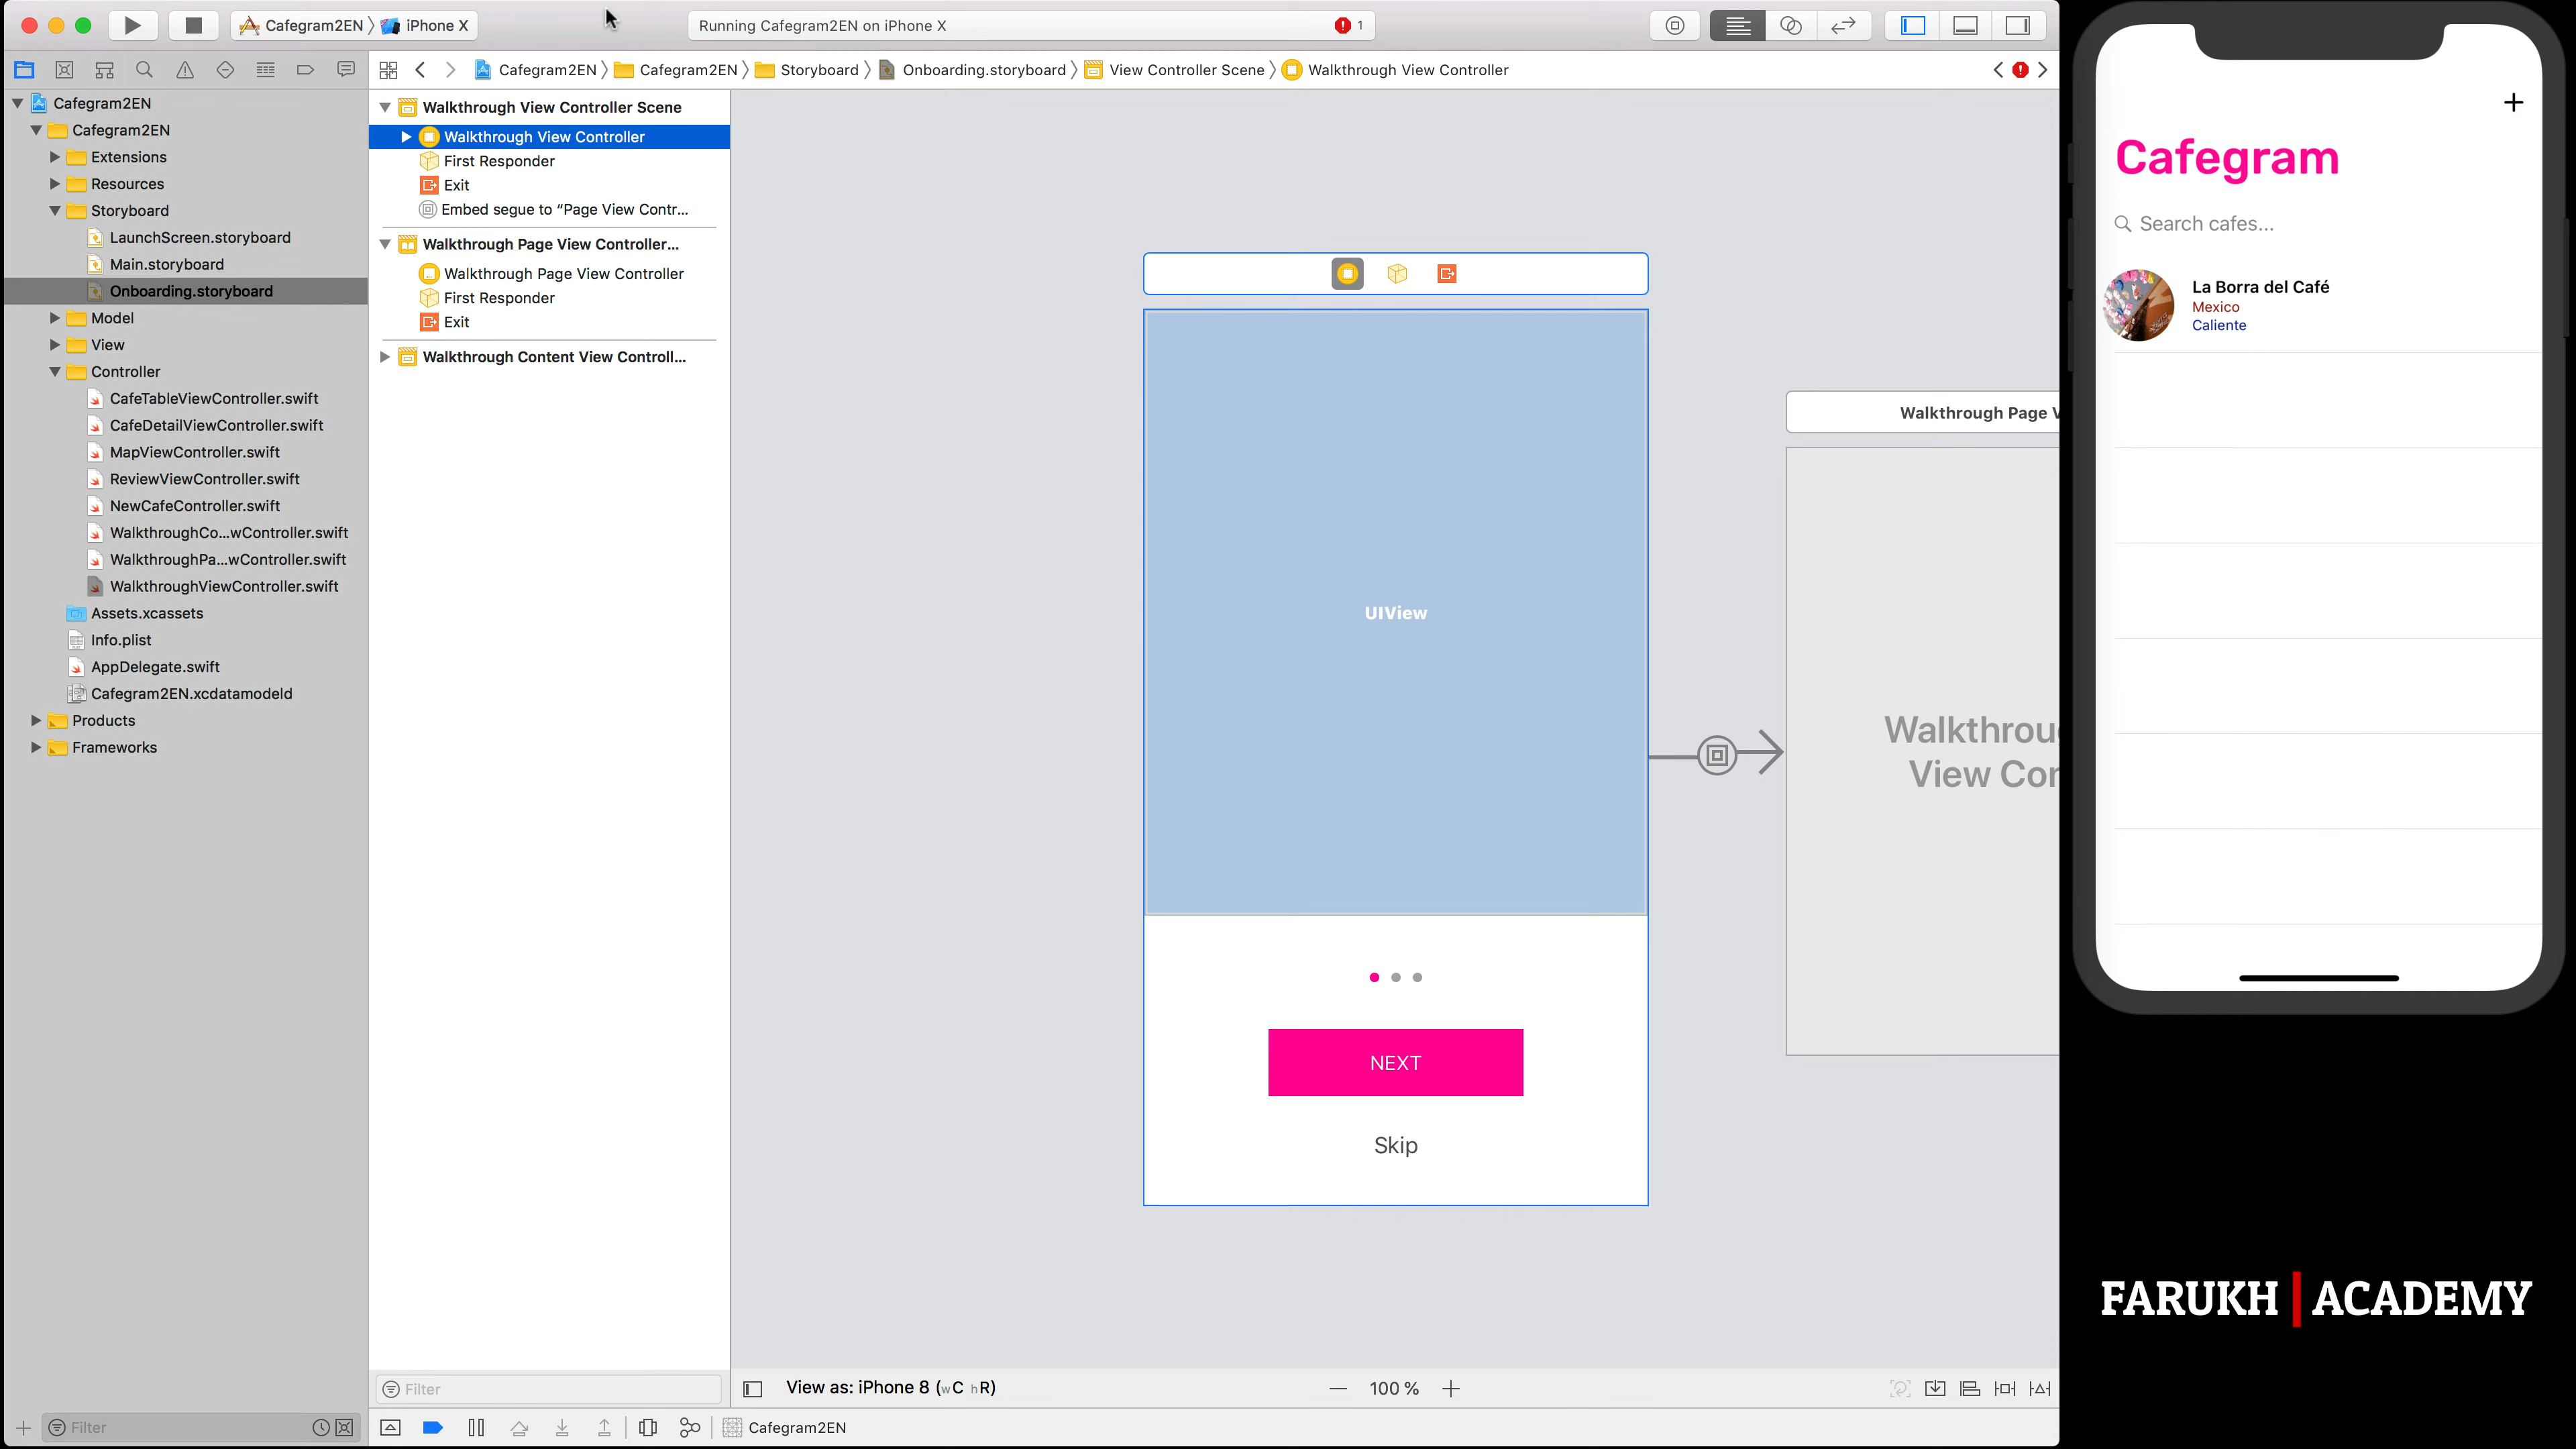 Cafegram2EN
iPhone X
Running Cafegram2EN on iPhone X
1
Cafegram2EN
Cafegram2EN
Storyboard
Onboarding.storyboard
View Controller Scene
Walkthrough View Controller
Cafegram2EN
Cafegram2EN
Extensions
Resources
Storyboard
LaunchScreen.storyboard
Main.storyboard
Onboarding.storyboard
Model
View
Controller
CafeTableViewController.swift
CafeDetailViewController.swift
MapViewController.swift
ReviewViewController.swift
NewCafeController.swift
WalkthroughCo...wController.swift
WalkthroughPa...wController.swift
WalkthroughViewController.swift
Assets.xcassets
Info.plist
AppDelegate.swift
Cafegram2EN.xcdatamodeld
Products
Frameworks
Filter
Walkthrough View Controller Scene
Walkthrough View Controller
First Responder
Exit
Embed segue to “Page View Contr...
Walkthrough Page View Controller...
Walkthrough Page View Controller
First Responder
Exit
Walkthrough Content View Controll...
Filter
UIView
NEXT
Skip
Walkthrough Page V
Walkthrou
View Con
View as: iPhone 8 (wC hR)
100 %
Cafegram2EN
Cafegram
Search cafes...
La Borra del Café
Mexico
Caliente
FARUKH | ACADEMY